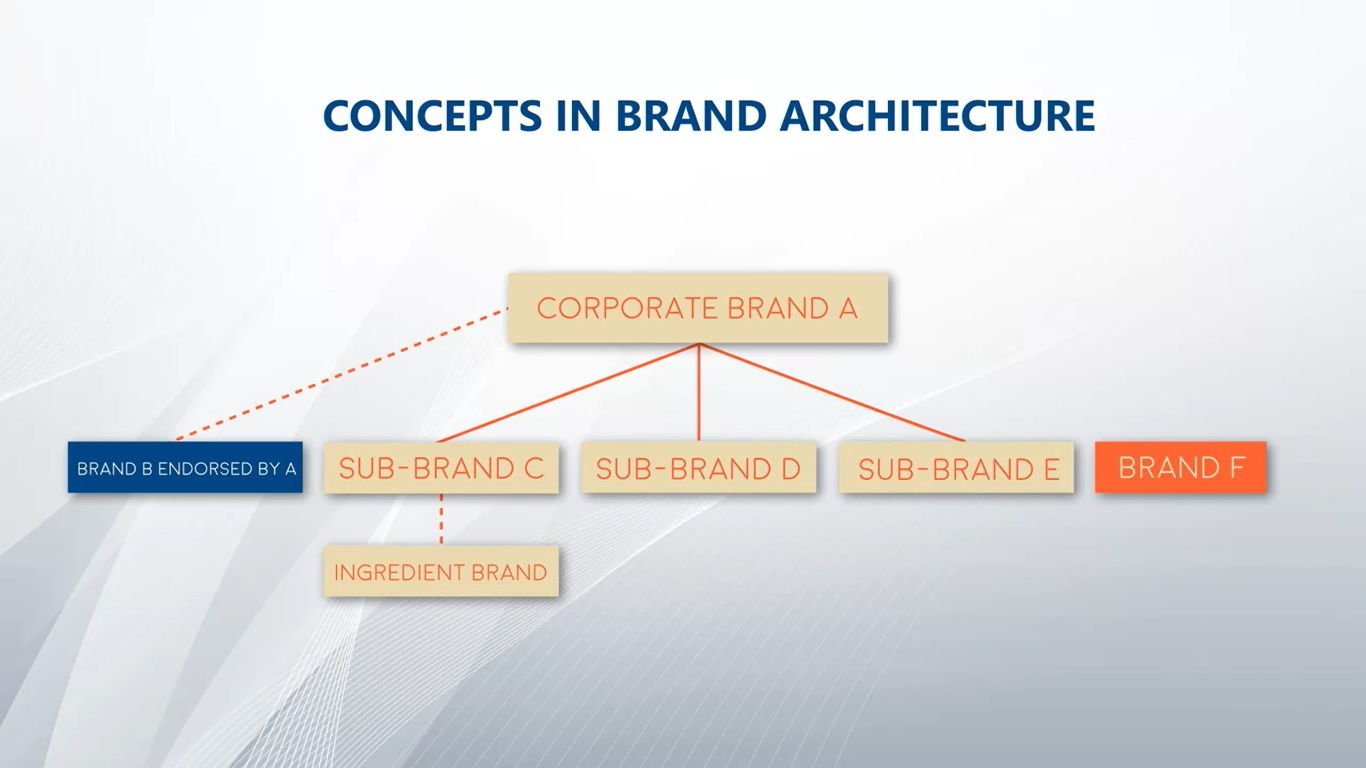 CONCEPTS IN BRAND ARCHITECTURE
CORPORATE BRAND A
BRAND B ENDORSED BY A
SUB-BRAND C
SUB-BRAND D
SUB-BRAND E
BRAND F
INGREDIENT BRAND